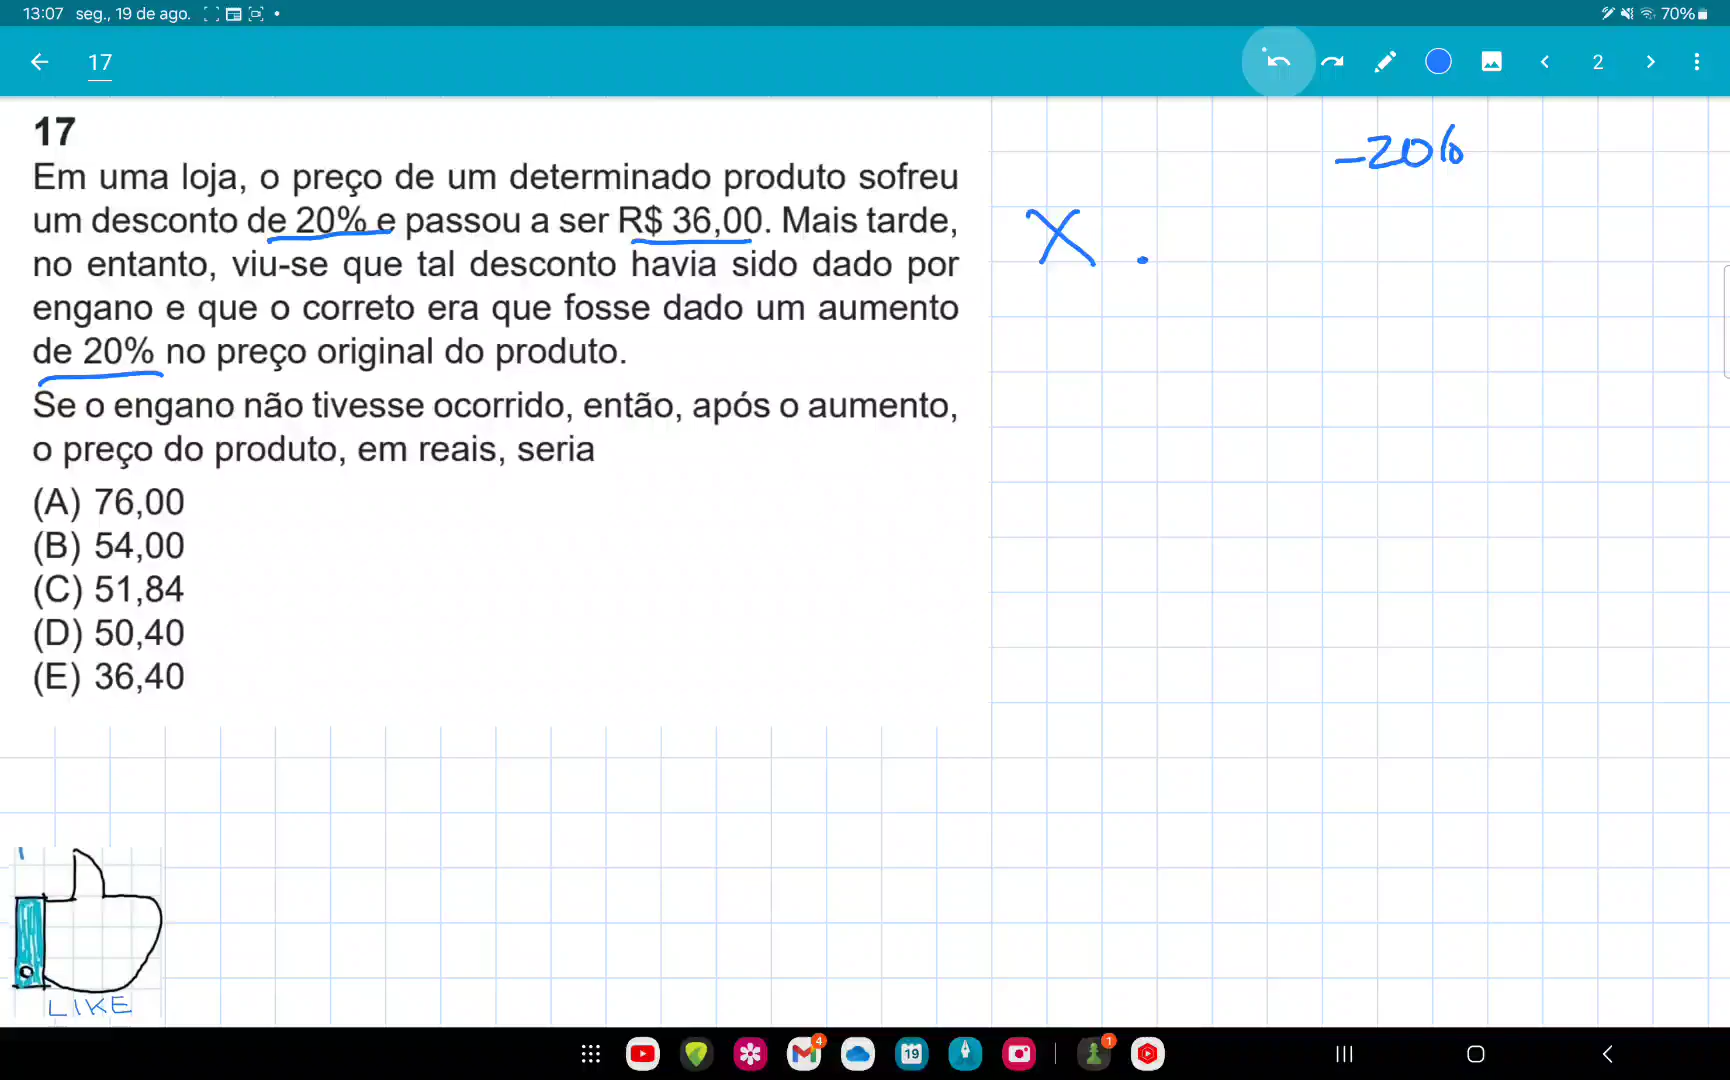 13:07 seg., 19 de ago.
70%
17
2
17
Em uma loja, o preço de um determinado produto sofreu
um desconto de 20% e passou a ser R$ 36,00. Mais tarde,
no entanto, viu-se que tal desconto havia sido dado por
engano e que o correto era que fosse dado um aumento
de 20% no preço original do produto.
Se o engano não tivesse ocorrido, então, após o aumento,
o preço do produto, em reais, seria
(A) 76,00
(B) 54,00
(C) 51,84
(D) 50,40
(E) 36,40
-20%
X .
LIKE
4
19
1